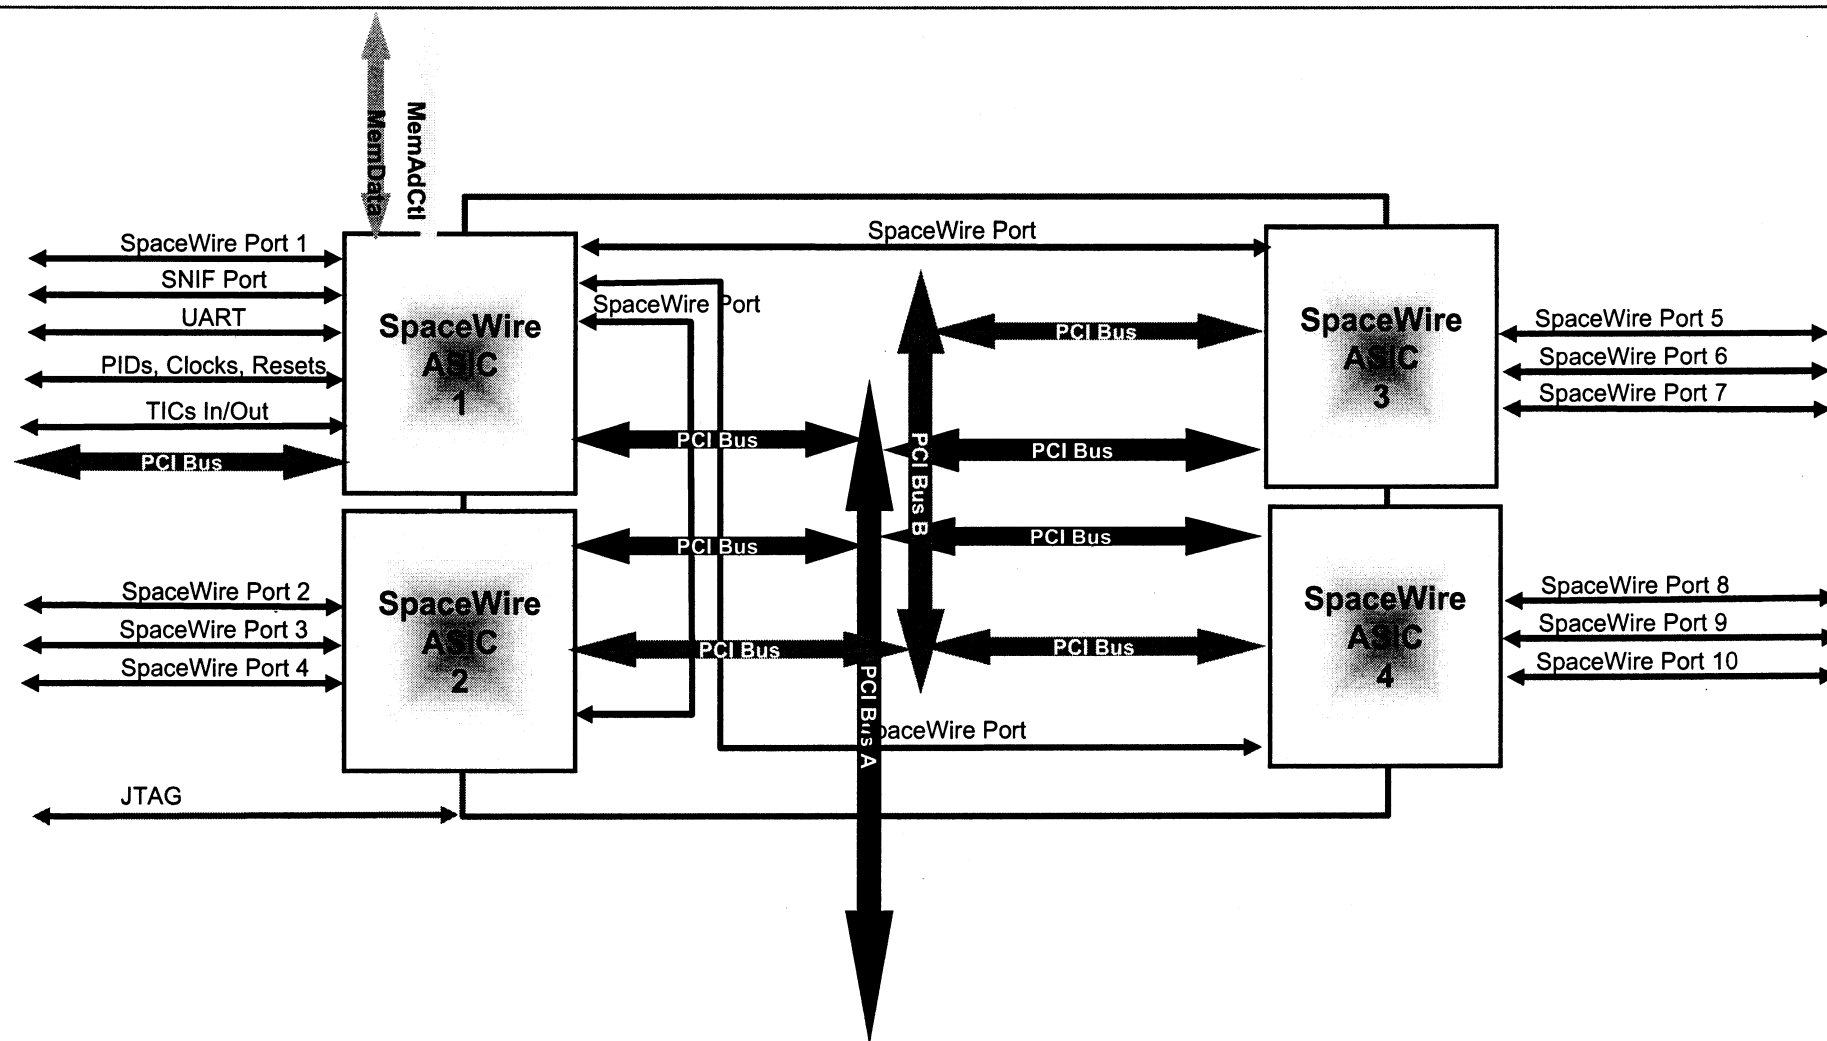 MemData
MemAdCtl
SpaceWire Port 1
SNIF Port
UART
PIDs, Clocks, Resets
TICs In/Out
PCI Bus
SpaceWire
ASIC
1
SpaceWire Port
SpaceWire Port
PCI Bus
PCI Bus
PCI Bus
PCI Bus B
PCI Bus
PCI Bus
SpaceWire
ASIC
3
SpaceWire Port 5
SpaceWire Port 6
SpaceWire Port 7
SpaceWire Port 2
SpaceWire Port 3
SpaceWire Port 4
SpaceWire
ASIC
2
PCI Bus
PCI Bus
PCI Bus A
SpaceWire Port
SpaceWire
ASIC
4
SpaceWire Port 8
SpaceWire Port 9
SpaceWire Port 10
JTAG